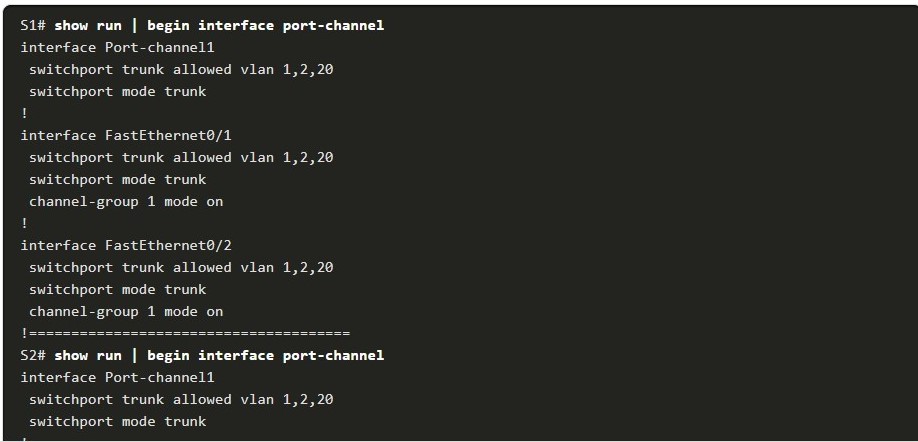 S1# show run | begin interface port-channel
interface Port-channel1
 switchport trunk allowed vlan 1,2,20
 switchport mode trunk
!
interface FastEthernet0/1
 switchport trunk allowed vlan 1,2,20
 switchport mode trunk
 channel-group 1 mode on
!
interface FastEthernet0/2
 switchport trunk allowed vlan 1,2,20
 switchport mode trunk
 channel-group 1 mode on
!======================================
S2# show run | begin interface port-channel
interface Port-channel1
 switchport trunk allowed vlan 1,2,20
 switchport mode trunk
!